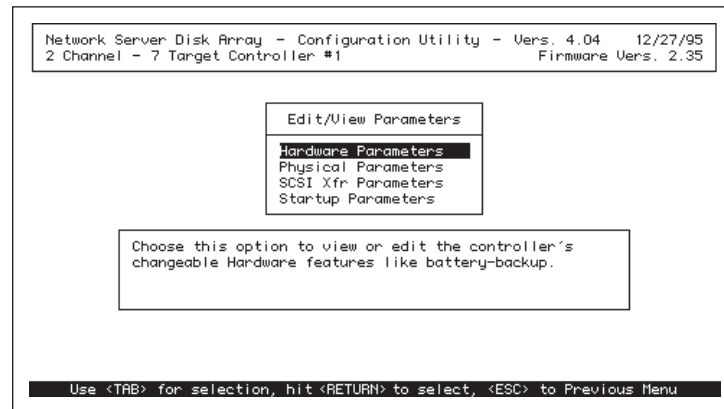 Network Server Disk Array - Configuration Utility - Vers. 4.04 12/27/95
2 Channel - 7 Target Controller #1 Firmware Vers. 2.35
Edit/View Parameters
Hardware Parameters
Physical Parameters
SCSI Xfr Parameters
Startup Parameters
Choose this option to view or edit the controller's
changeable Hardware features like battery-backup.
Use <TAB> for selection, hit <RETURN> to select, <ESC> to Previous Menu